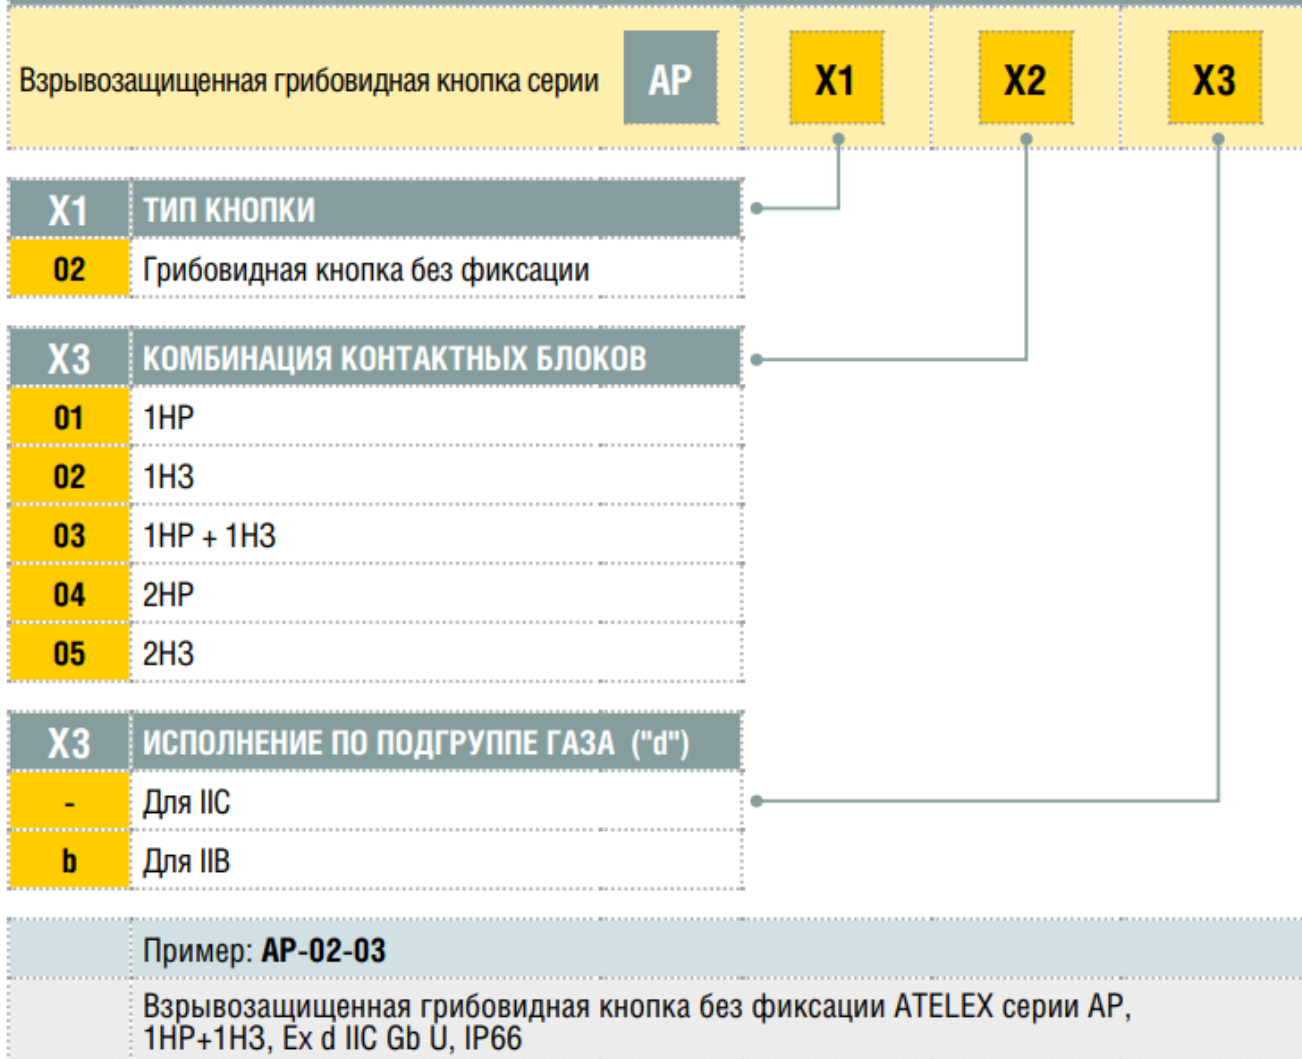 Взрывозащищенная грибовидная кнопка серии AP X1 X2 X3
X1 ТИП КНОПКИ
02 Грибовидная кнопка без фиксации
X3 КОМБИНАЦИЯ КОНТАКТНЫХ БЛОКОВ
01 1НР
02 1НЗ
03 1НР + 1НЗ
04 2НР
05 2НЗ
X3 ИСПОЛНЕНИЕ ПО ПОДГРУППЕ ГАЗА ("d")
- Для IIC
b Для IIB
Пример: AP-02-03
Взрывозащищенная грибовидная кнопка без фиксации ATELEX серии AP,
1НР+1НЗ, Ex d IIC Gb U, IP66